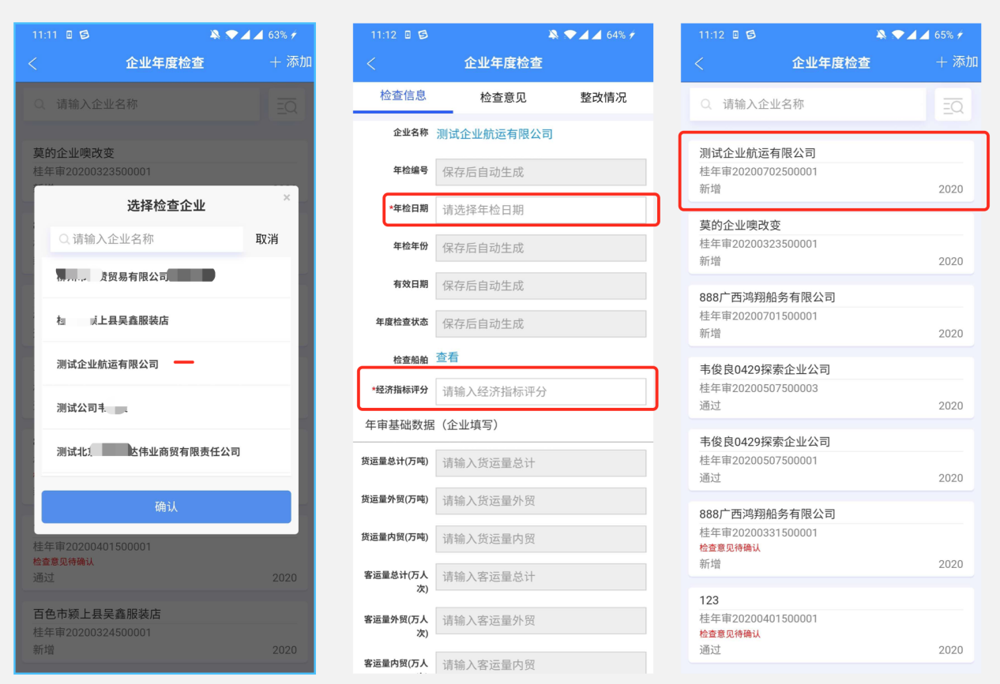 11:11
63%
企业年度检查
添加
请输入企业名称
莫的企业噢改变
桂年审20200323500001
选择检查企业
×
请输入企业名称
取消
贸易有限公司
上县吴鑫服装店
测试企业航运有限公司
测试公司
测试北
达伟业商贸有限责任公司
确认
桂年审20200401500001
检查意见待确认
通过
2020
百色市颍上县吴鑫服装店
桂年审20200324500001
新增
2020
11:12
64%
企业年度检查
检查信息
检查意见
整改情况
企业名称
测试企业航运有限公司
年检编号
保存后自动生成
*年检日期
请选择年检日期
年检年份
保存后自动生成
有效日期
保存后自动生成
年度检查状态
保存后自动生成
检查船舶
查看
*经济指标评分
请输入经济指标评分
年审基础数据（企业填写）
货运量总计(万吨)
请输入货运量总计
货运量外贸(万吨)
请输入货运量外贸
货运量内贸(万吨)
请输入货运量内贸
客运量总计(万人
次)
请输入客运量总计
客运量外贸(万人
次)
请输入客运量外贸
客运量内贸(万人
请输入客运量内贸
11:12
65%
企业年度检查
添加
请输入企业名称
测试企业航运有限公司
桂年审20200702500001
新增
2020
莫的企业噢改变
桂年审20200323500001
新增
2020
888广西鸿翔船务有限公司
桂年审20200701500001
新增
2020
韦俊良0429探索企业公司
桂年审20200507500003
通过
2020
韦俊良0429探索企业公司
桂年审20200507500001
通过
2020
888广西鸿翔船务有限公司
桂年审20200331500001
检查意见待确认
新增
2020
123
桂年审20200401500001
检查意见待确认
通过
2020